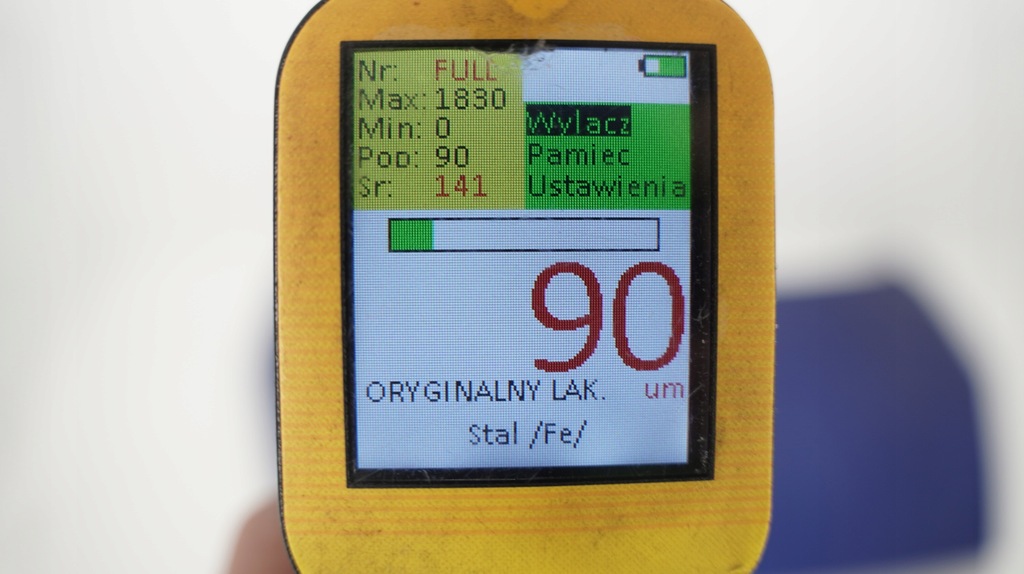 Nr: FULL
Max: 1830
Min: 0
Pop: 90
Sr: 141
Wylacz
Pamiec
Ustawienia
90
um
ORYGINALNY LAK.
Stal /Fe/